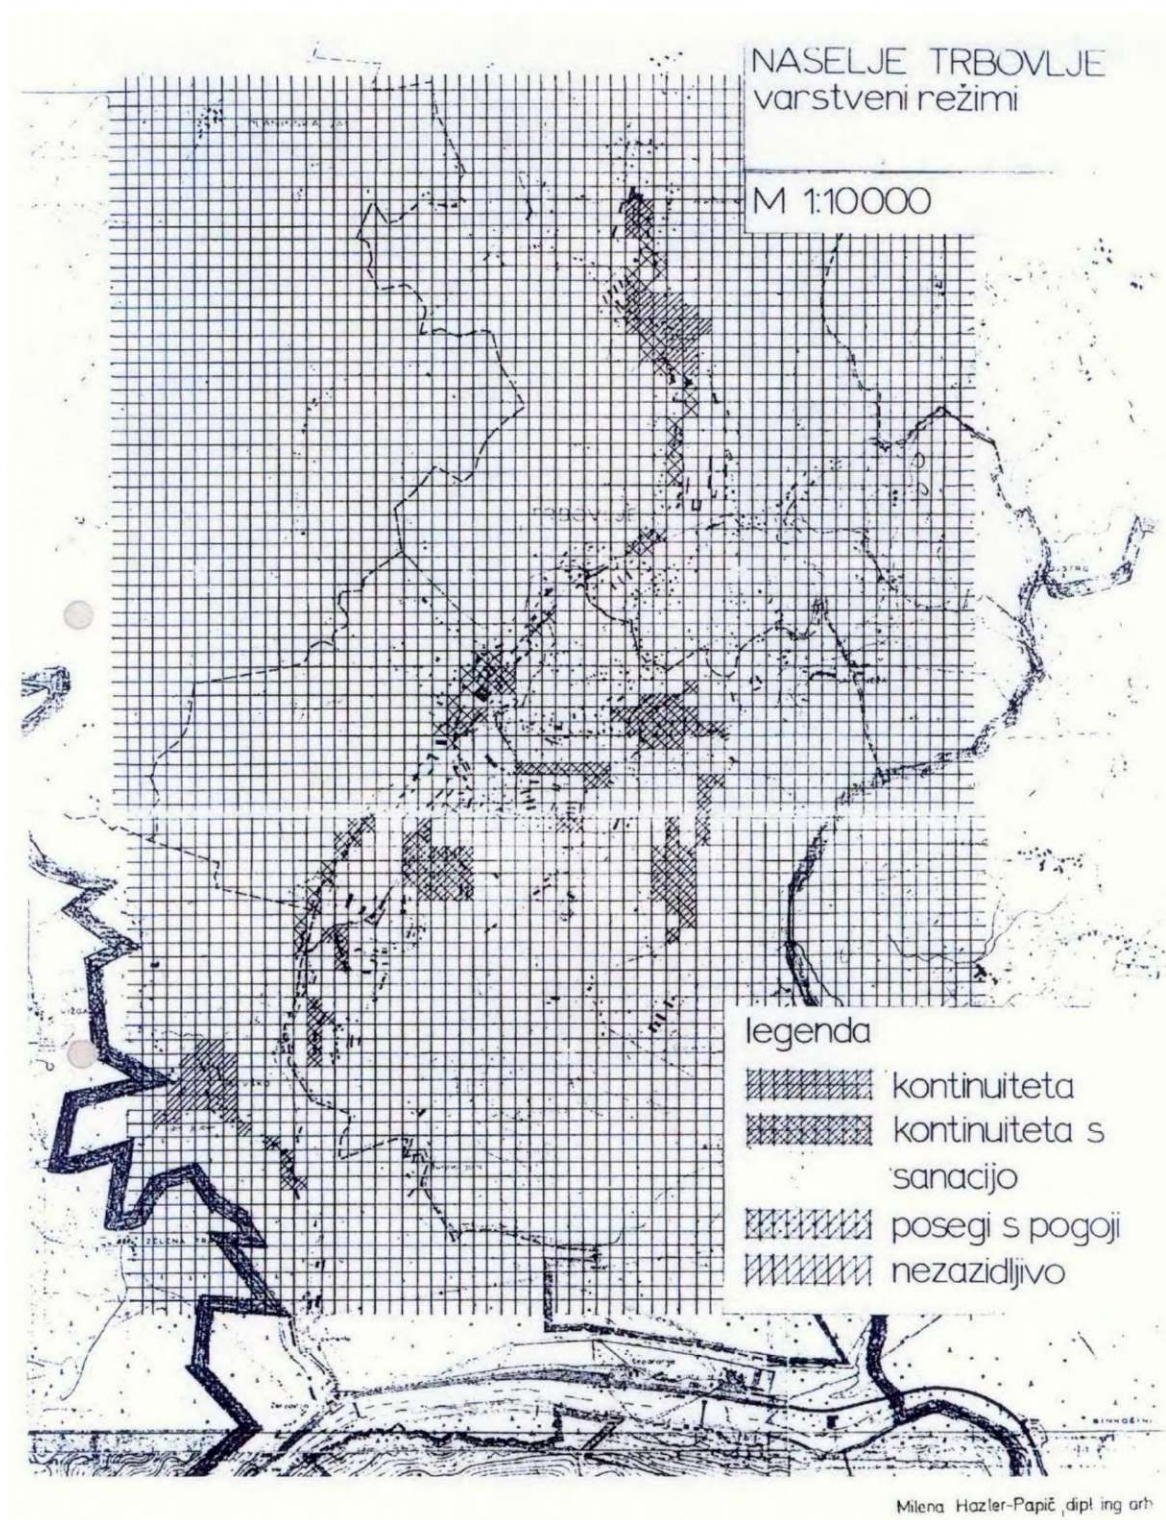 NASELJE TRBOVLJE
varstveni režimi
M 1:10000
TRBOVLJE
legenda
kontinuiteta
kontinuiteta s
sanacijo
posegi s pogoji
nezazidljivo
Milena Hazler-Papič, dipl ing arh